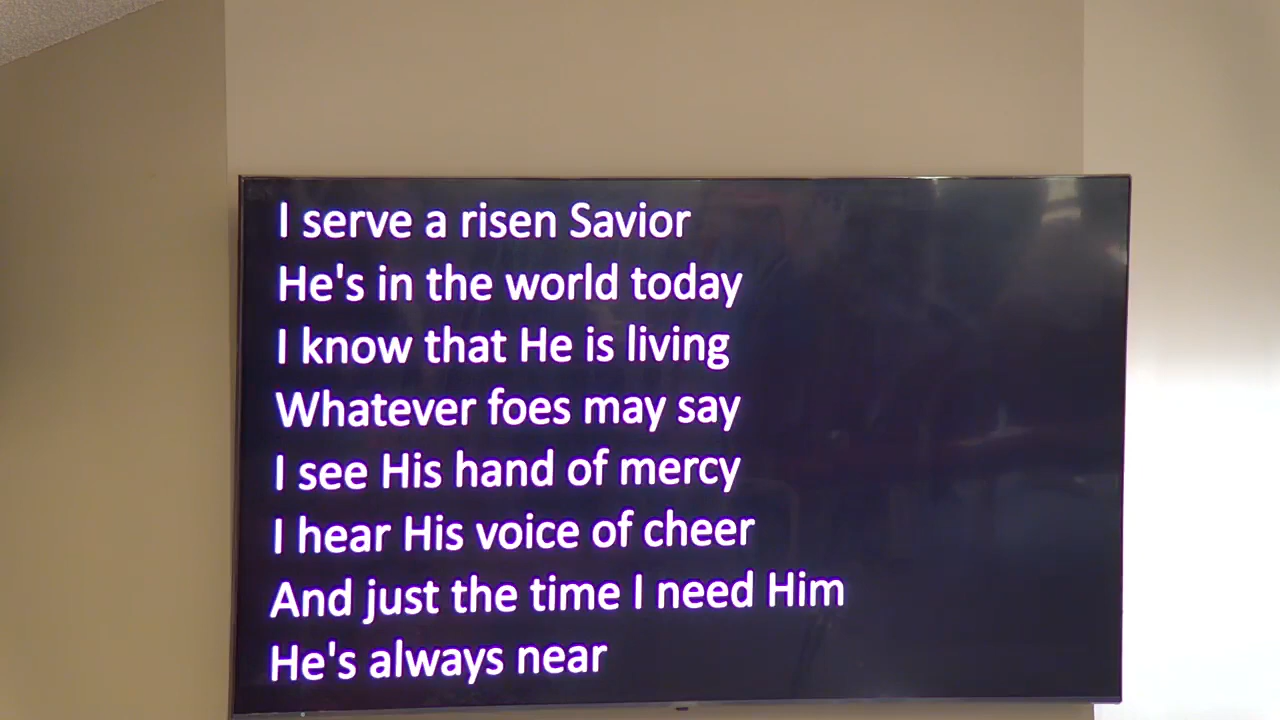 I serve a risen Savior
He's in the world today
I know that He is living
Whatever foes may say
I see His hand of mercy
I hear His voice of cheer
And just the time I need Him
He's always near